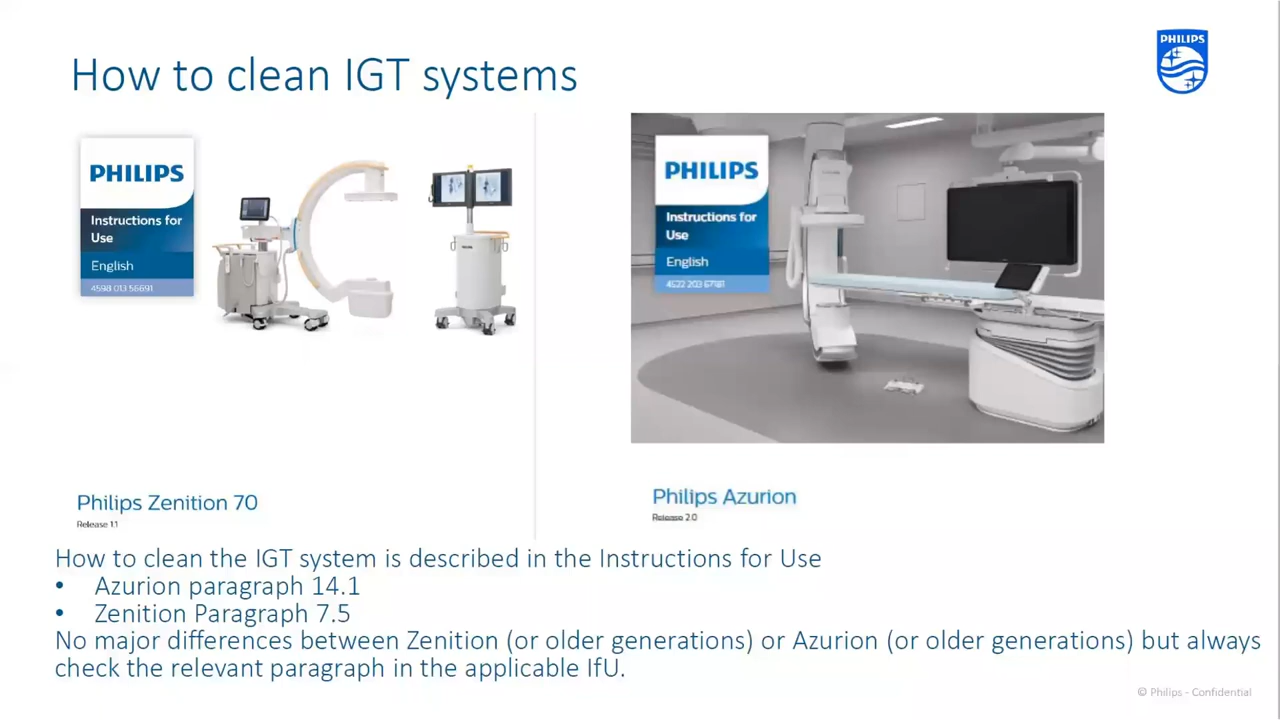 How to clean IGT systems
PHILIPS
PHILIPS
Instructions for
Use
English
4598 013 56691
PHILIPS
Instructions for
Use
English
4522 203 67181
Philips Zenition 70
Release 1.1
Philips Azurion
Release 2.0
How to clean the IGT system is described in the Instructions for Use
• Azurion paragraph 14.1
• Zenition Paragraph 7.5
No major differences between Zenition (or older generations) or Azurion (or older generations) but always
check the relevant paragraph in the applicable IfU.
© Philips - Confidential